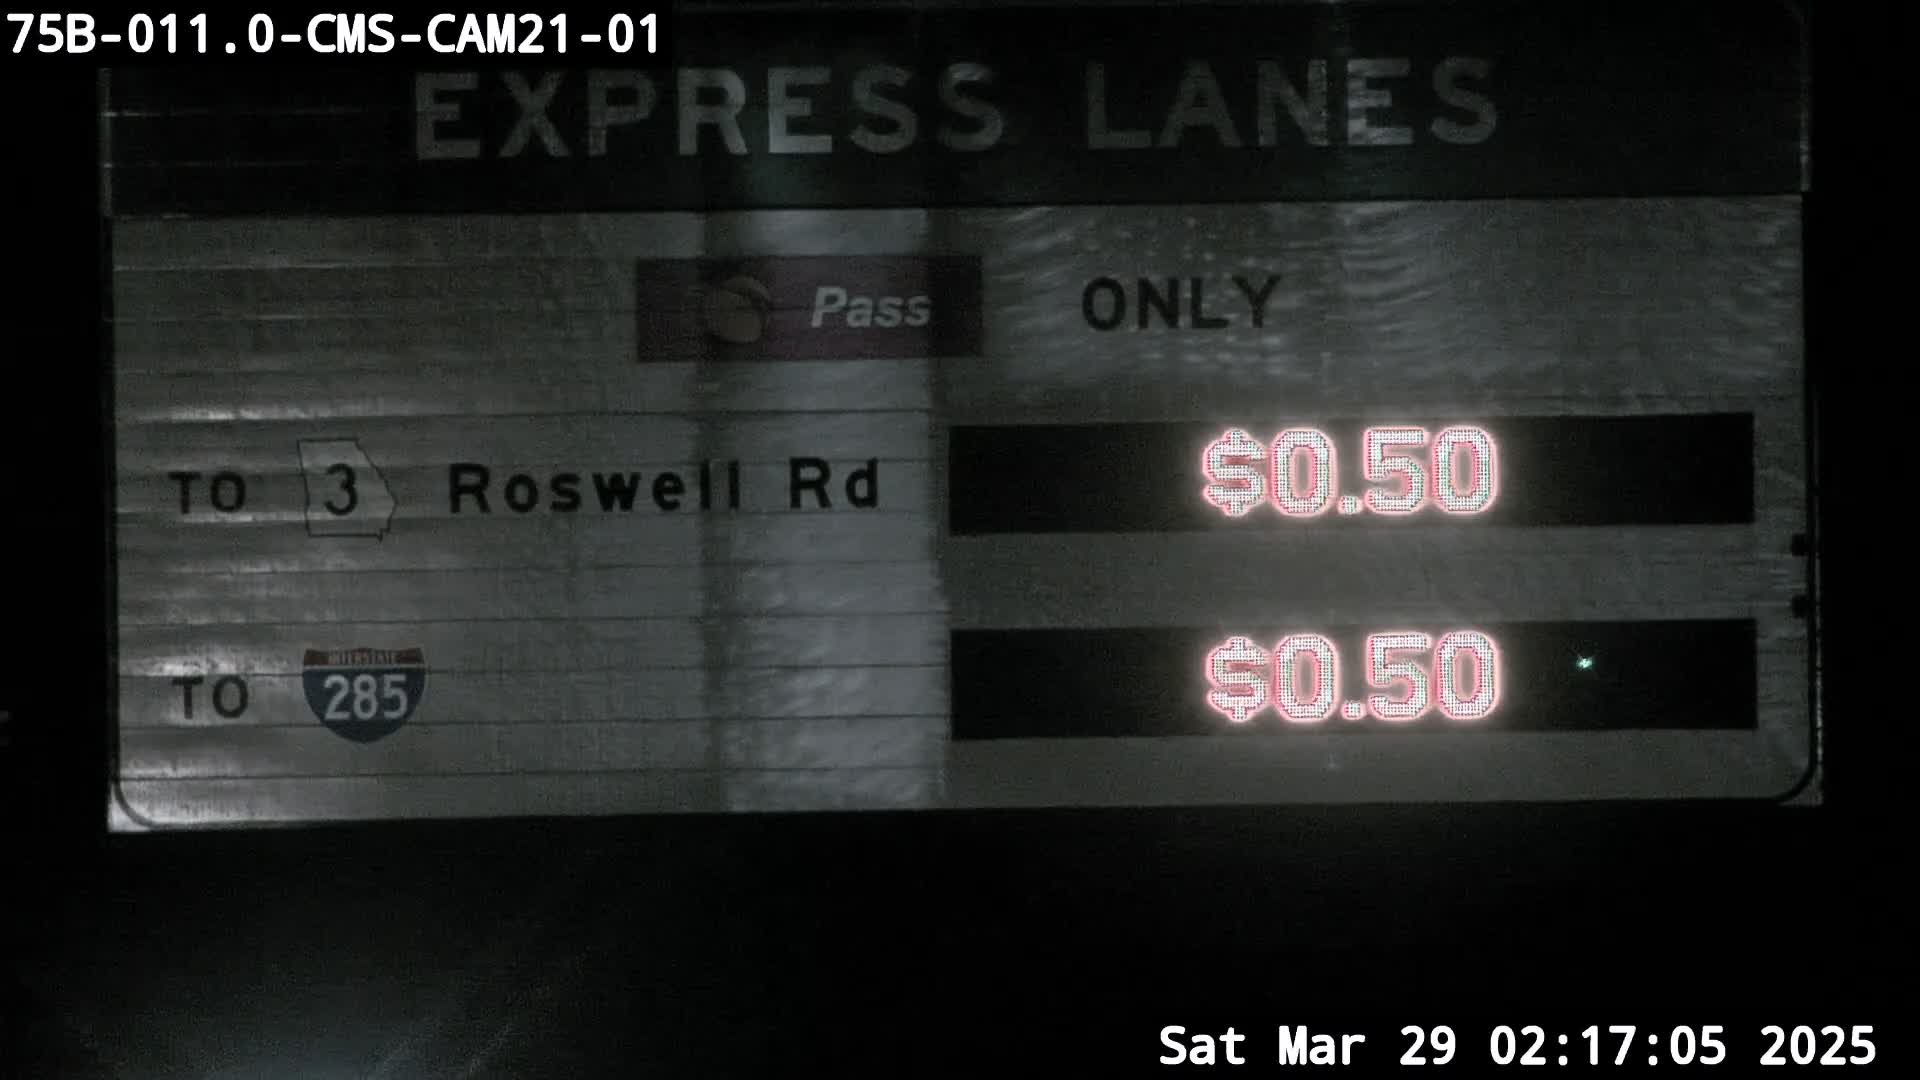 75B-011.0-CMS-CAM21-01
EXPRESS LANES
Pass ONLY
TO 3 Roswell Rd $0.50
INTERSTATE
TO 285 $0.50
Sat Mar 29 02:17:05 2025